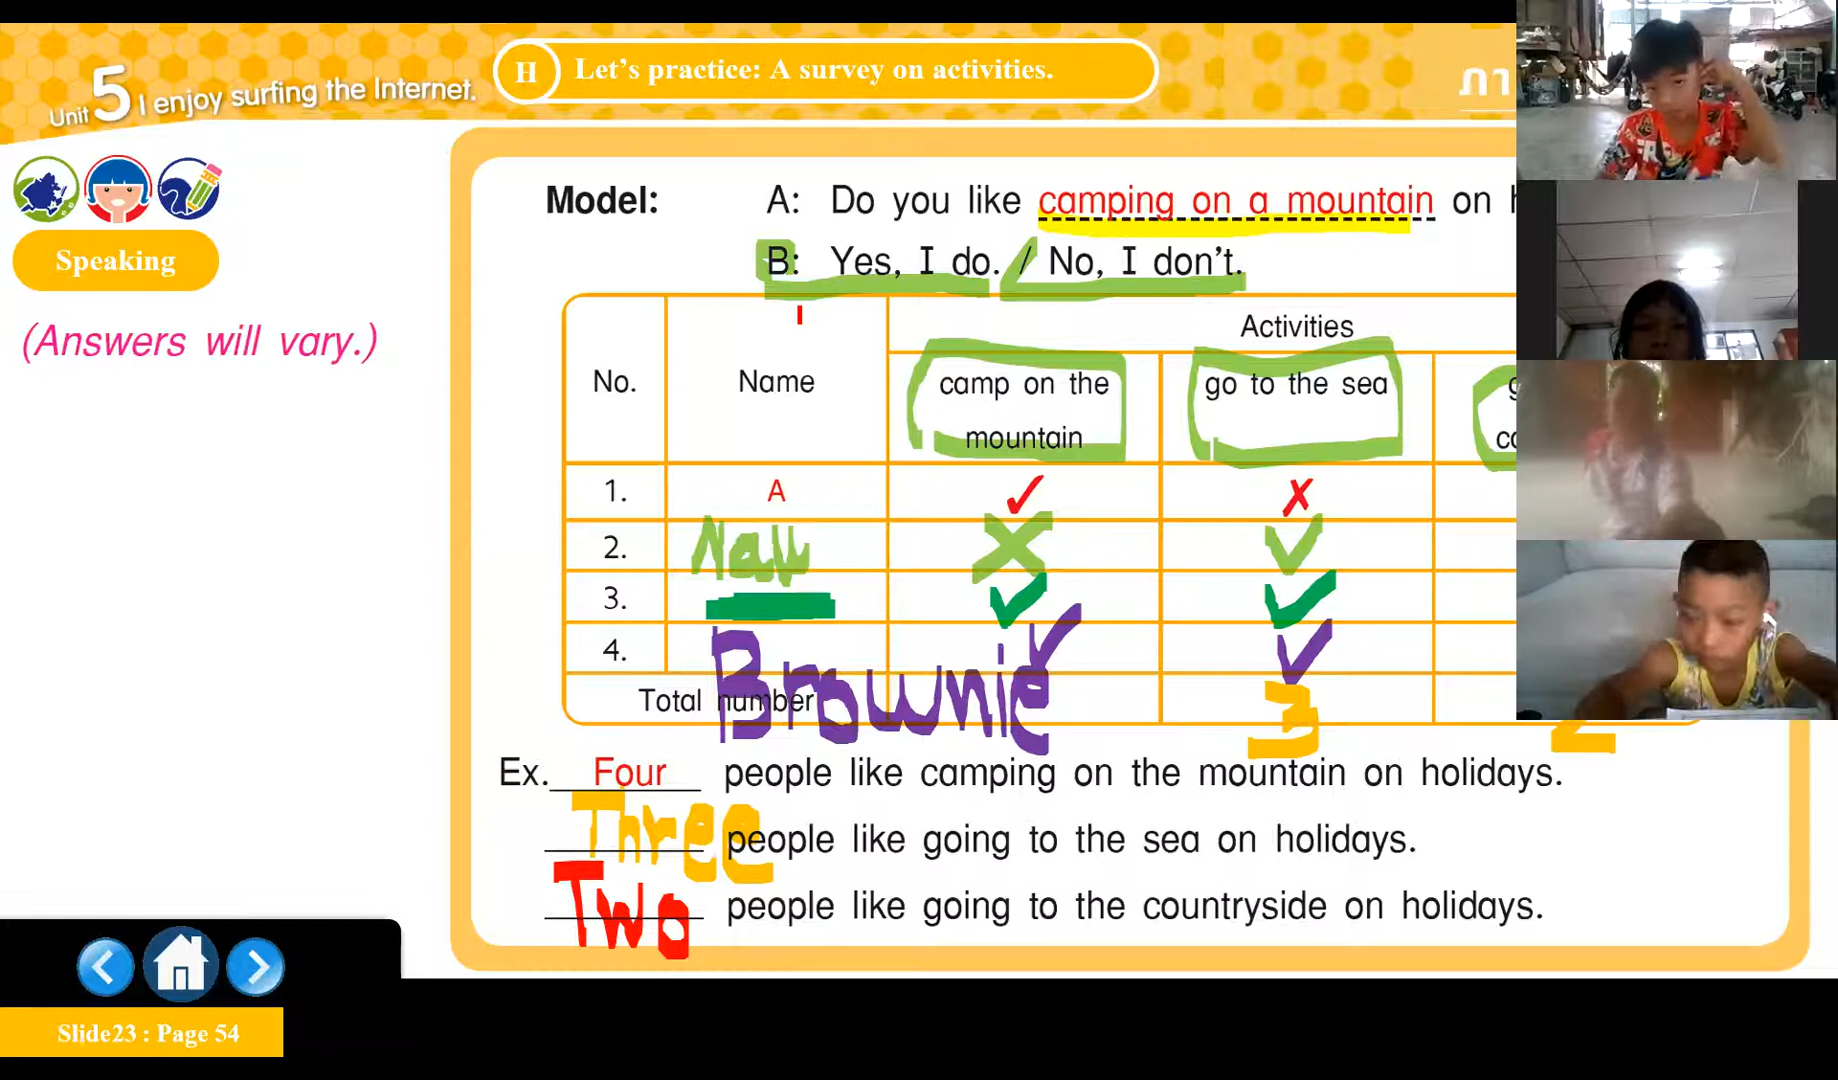 Unit 5 I enjoy surfing the Internet.
H Let's practice: A survey on activities.
ภา
Speaking
(Answers will vary.)
Model: A: Do you like camping on a mountain on
B: Yes, I do. / No, I don't.
No. Name Activities
camp on the mountain
go to the sea
1. A ✓ ✗
2. ✗ ✓
3. ✓ ✓
4. Brownie ✓ ✓
Total number 3 2
Ex. Four people like camping on the mountain on holidays.
Three people like going to the sea on holidays.
Two people like going to the countryside on holidays.
Slide23 : Page 54